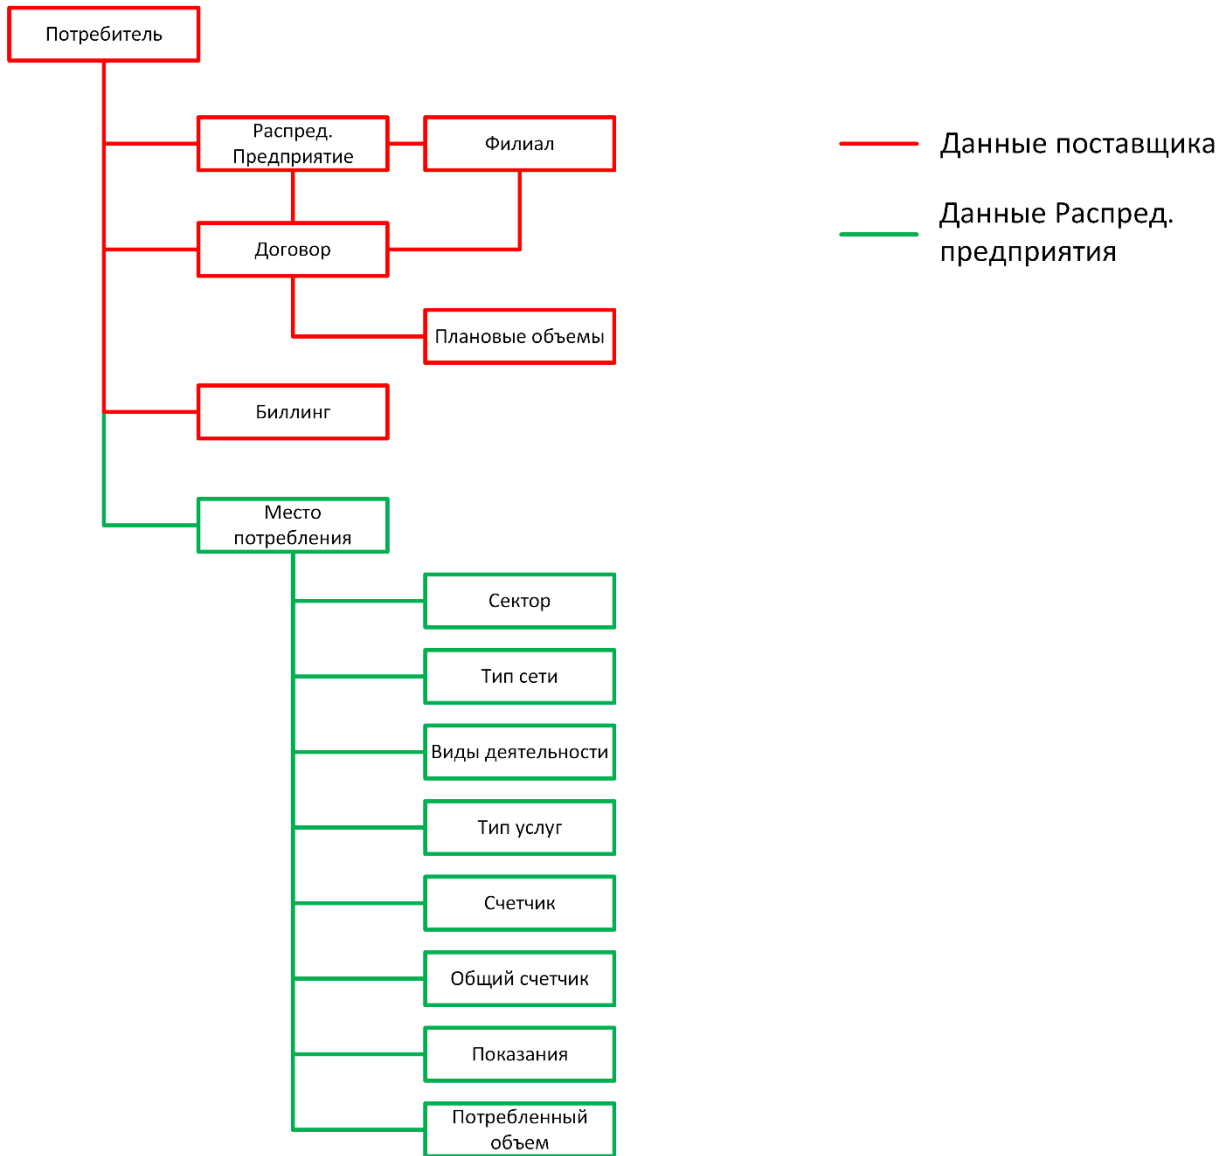 Потребитель
Распред.
Предприятие
Филиал
Данные поставщика
Данные Распред.
предприятия
Договор
Плановые объемы
Биллинг
Место
потребления
Сектор
Тип сети
Виды деятельности
Тип услуг
Счетчик
Общий счетчик
Показания
Потребленный
объем